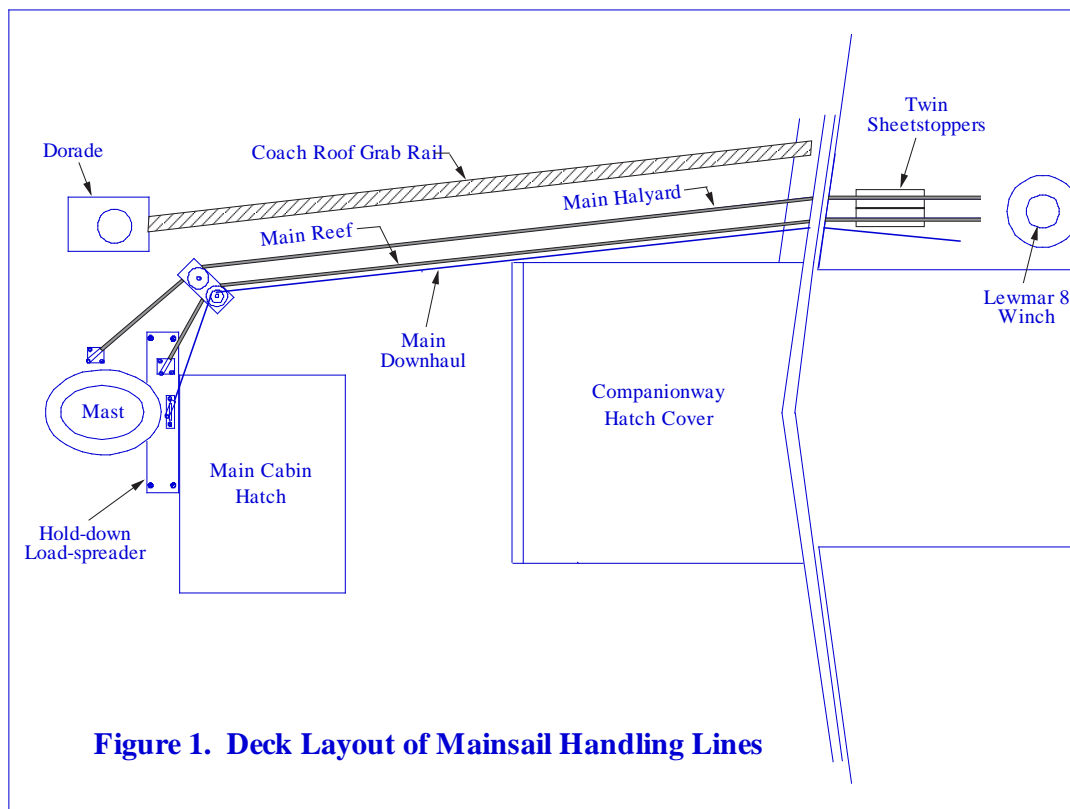 Twin
Sheetstoppers
Dorade
Coach Roof Grab Rail
Main Halyard
Main Reef
Lewmar 8
Winch
Main
Downhaul
Companionway
Hatch Cover
Mast
Main Cabin
Hatch
Hold-down
Load-spreader
Figure 1. Deck Layout of Mainsail Handling Lines